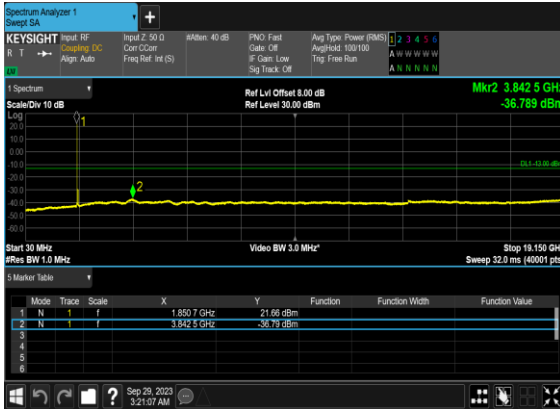 Spectrum Analyzer 1
Swept SA
+
KEYSIGHT
R T
Input: RF
Coupling: DC
Align: Auto
Input Z: 50 Ω
Corr CCorr
Freq Ref: Int (S)
#Atten: 40 dB
PNO: Fast
Gate: Off
IF Gain: Low
Sig Track: Off
Avg Type: Power (RMS)
Avg|Hold: 100/100
Trig: Free Run
1 2 3 4 5 6
A W W W W W
A N N N N N
1 Spectrum
Scale/Div 10 dB
Ref Lvl Offset 8.00 dB
Ref Level 30.00 dBm
Mkr2 3.842 5 GHz
-36.789 dBm
Log
20.0
10.0
0.00
-10.0
-20.0
-30.0
-40.0
-50.0
-60.0
1
2
DL1 -13.00 dBm
Start 30 MHz
#Res BW 1.0 MHz
Video BW 3.0 MHz*
Stop 19.150 GH
Sweep 32.0 ms (40001 pts
5 Marker Table
Mode Trace Scale X Y Function Function Width Function Value
1 N 1 f 1.850 7 GHz 21.66 dBm
2 N 1 f 3.842 5 GHz -36.79 dBm
3
4
5
6
?
Sep 29, 2023
3:21:07 AM